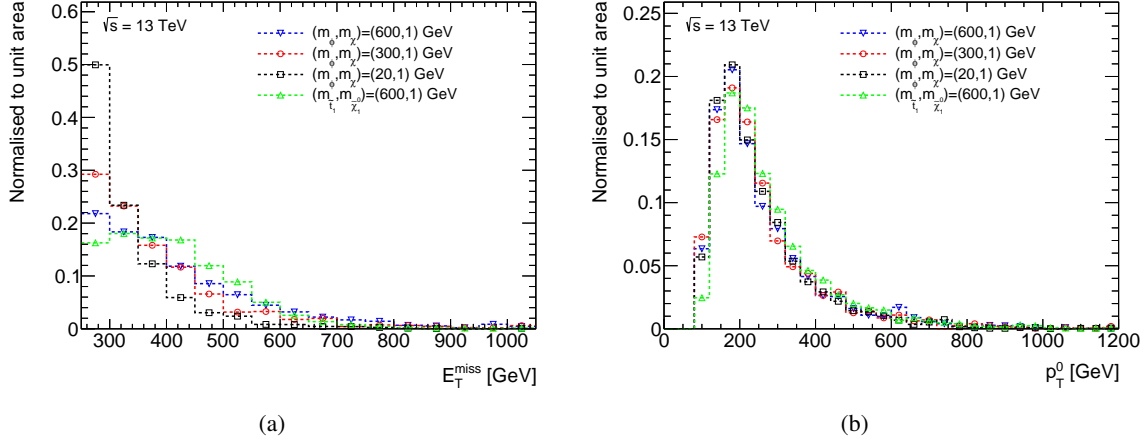 Normalised to unit area
√s = 13 TeV
(m_ϕ,m_χ)=(600,1) GeV
(m_ϕ,m_χ)=(300,1) GeV
(m_ϕ,m_χ)=(20,1) GeV
(m_t̃₁,m_χ̃⁰₁)=(600,1) GeV
0.6
0.5
0.4
0.3
0.2
0.1
0
300 400 500 600 700 800 900 1000
E_T^miss [GeV]
(a)
Normalised to unit area
√s = 13 TeV
(m_ϕ,m_χ)=(600,1) GeV
(m_ϕ,m_χ)=(300,1) GeV
(m_ϕ,m_χ)=(20,1) GeV
(m_t̃₁,m_χ̃⁰₁)=(600,1) GeV
0.25
0.2
0.15
0.1
0.05
0
0 200 400 600 800 1000 1200
p_T^0 [GeV]
(b)